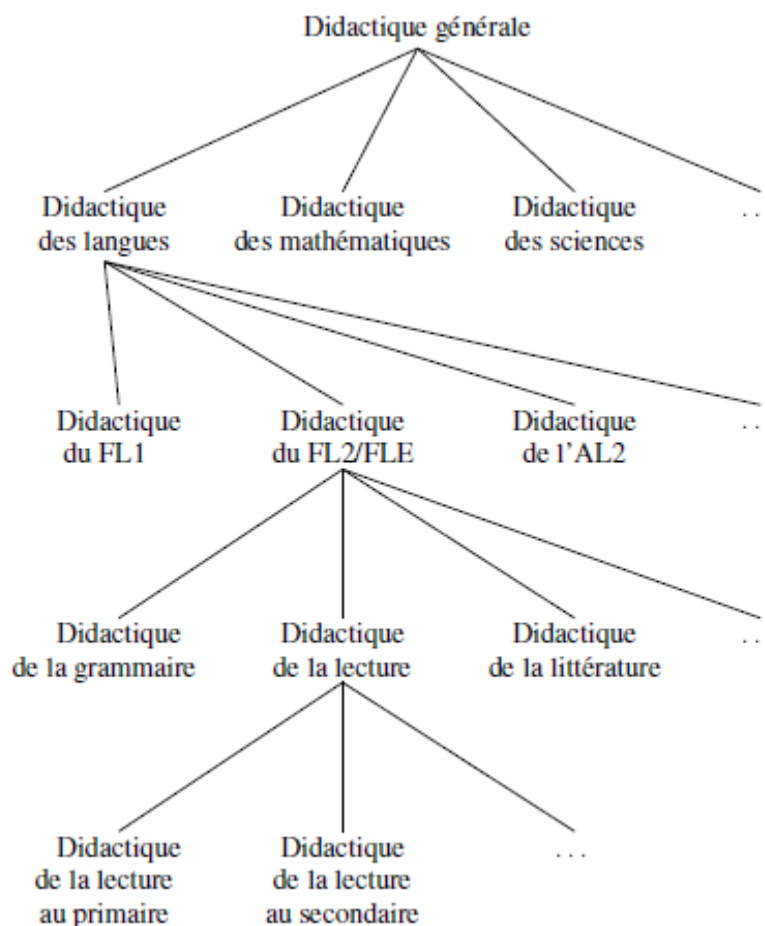 Didactique générale
Didactique
des langues
Didactique
des mathématiques
Didactique
des sciences
. .
Didactique
du FL1
Didactique
du FL2/FLE
Didactique
de l'AL2
. .
Didactique
de la grammaire
Didactique
de la lecture
Didactique
de la littérature
. .
Didactique
de la lecture
au primaire
Didactique
de la lecture
au secondaire
. . .